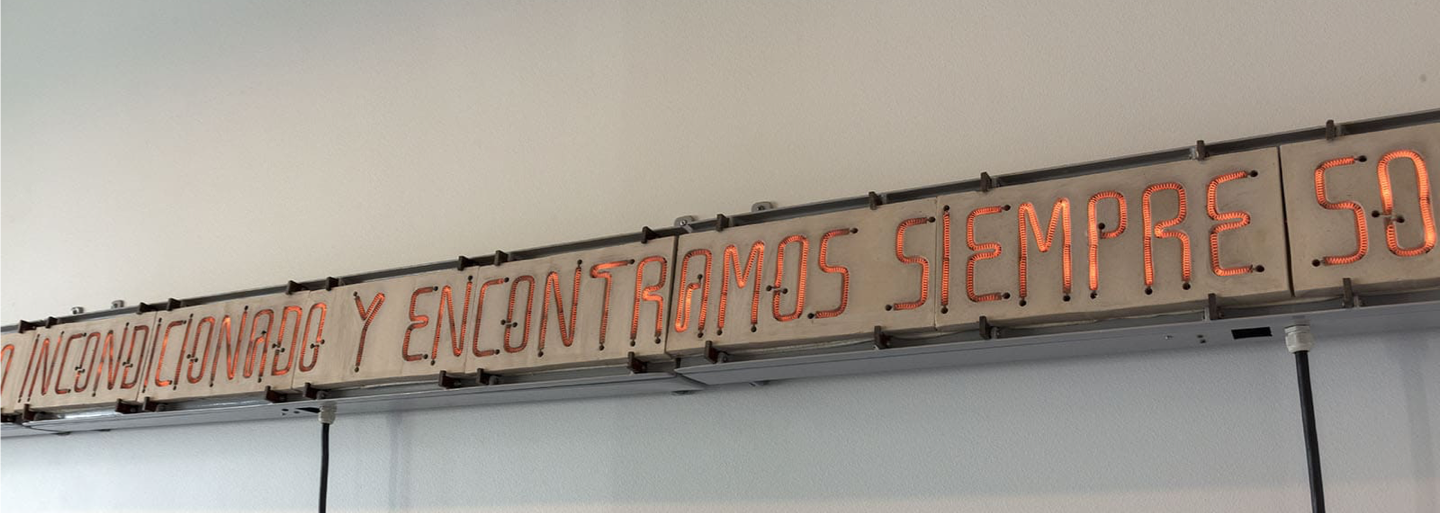 O INCONDICIONADO Y ENCONTRAMOS SIEMPRE SO